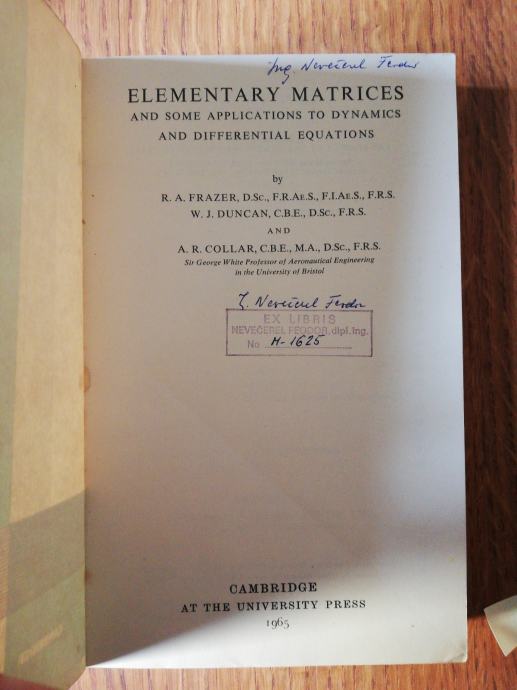 Ing. Nevečerel Feodor
ELEMENTARY MATRICES
AND SOME APPLICATIONS TO DYNAMICS
AND DIFFERENTIAL EQUATIONS
by
R. A. FRAZER, D.Sc., F.R.Ae.S., F.I.Ae.S., F.R.S.
W. J. DUNCAN, C.B.E., D.Sc., F.R.S.
AND
A. R. COLLAR, C.B.E., M.A., D.Sc., F.R.S.
Sir George White Professor of Aeronautical Engineering
in the University of Bristol
Nevečerel Feodor
EX LIBRIS
NEVEČEREL FEODOR, dipl. Ing.
No M-1625
CAMBRIDGE
AT THE UNIVERSITY PRESS
1965